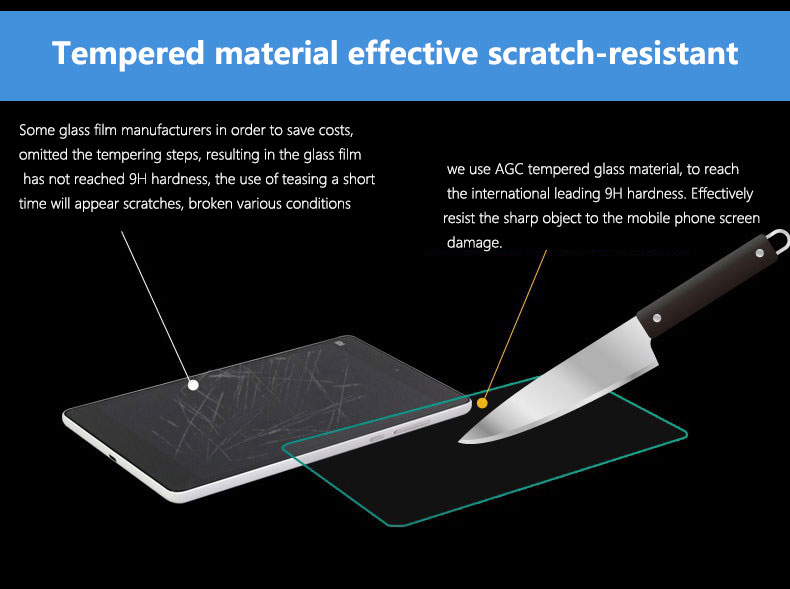 Tempered material effective scratch-resistant
Some glass film manufacturers in order to save costs,
omitted the tempering steps, resulting in the glass film
has not reached 9H hardness, the use of teasing a short
time will appear scratches, broken various conditions
we use AGC tempered glass material, to reach
the international leading 9H hardness. Effectively
resist the sharp object to the mobile phone screen
damage.